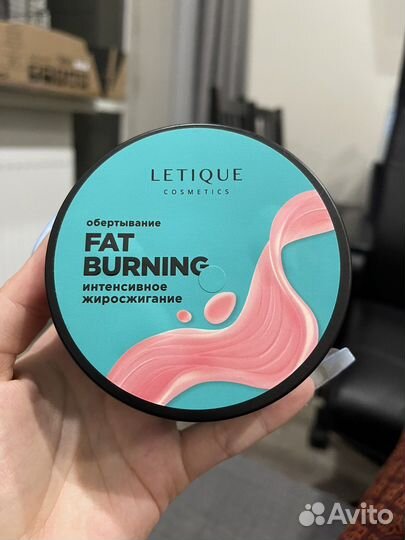 LETIQUE
COSMETICS
обертывание
FAT
BURNING
интенсивное
жиросжигание
Avito